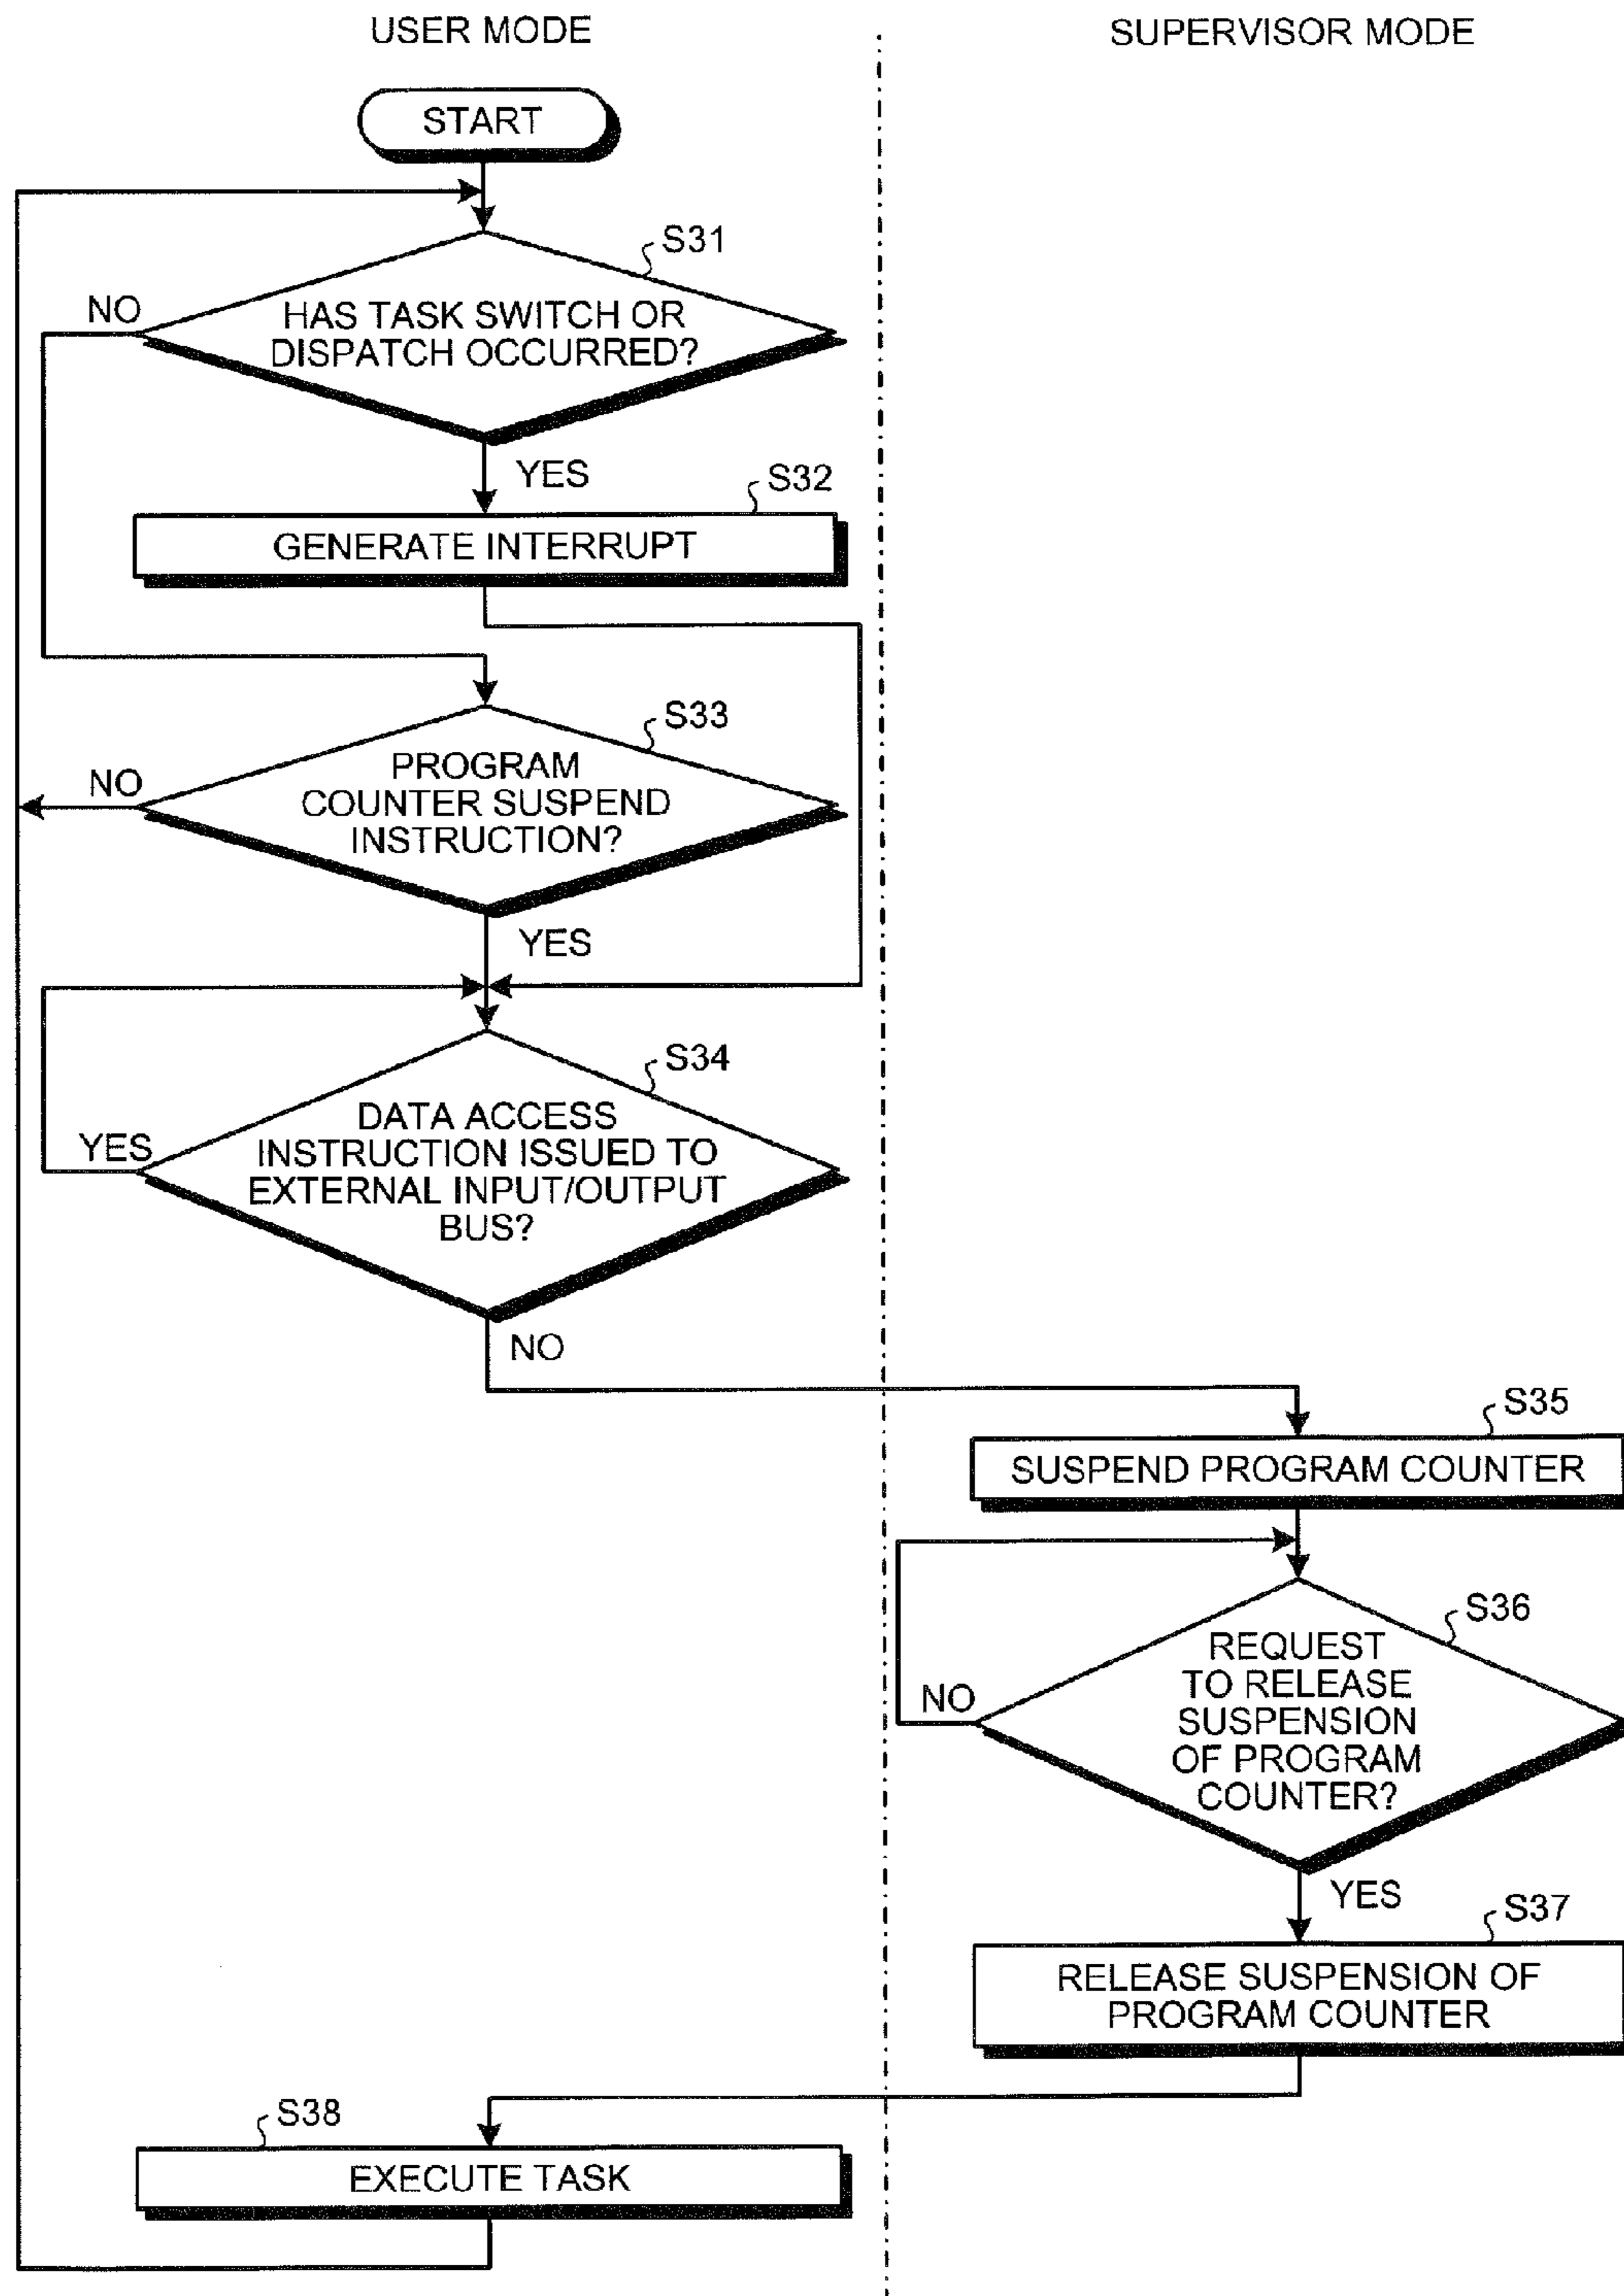 USER MODE
SUPERVISOR MODE
START
S31
NO
HAS TASK SWITCH OR
DISPATCH OCCURRED?
YES
S32
GENERATE INTERRUPT
S33
NO
PROGRAM
COUNTER SUSPEND
INSTRUCTION?
YES
S34
YES
DATA ACCESS
INSTRUCTION ISSUED TO
EXTERNAL INPUT/OUTPUT
BUS?
NO
S35
SUSPEND PROGRAM COUNTER
S36
NO
REQUEST
TO RELEASE
SUSPENSION
OF PROGRAM
COUNTER?
YES
S37
RELEASE SUSPENSION OF
PROGRAM COUNTER
S38
EXECUTE TASK